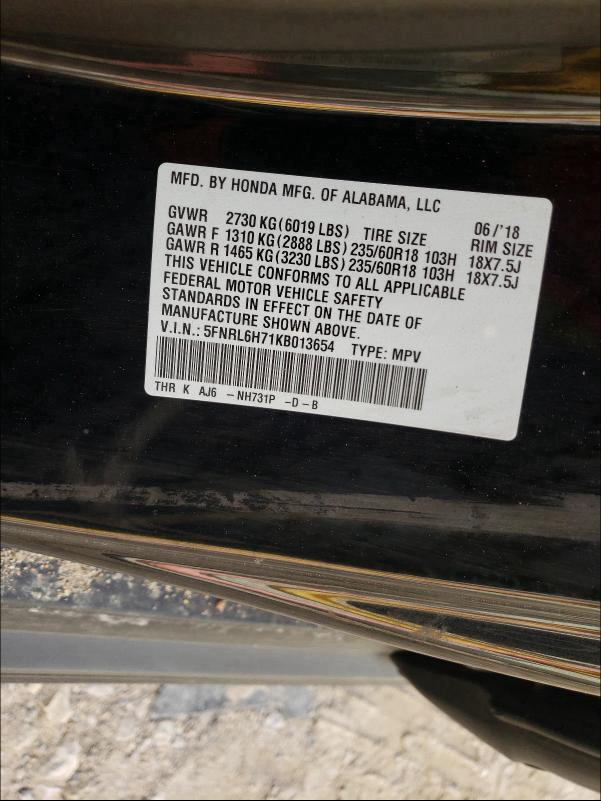 MFD. BY HONDA MFG. OF ALABAMA, LLC
06/'18
GVWR 2730 KG(6019 LBS) TIRE SIZE RIM SIZE
GAWR F 1310 KG(2888 LBS) 235/60R18 103H 18X7.5J
GAWR R 1465 KG(3230 LBS) 235/60R18 103H 18X7.5J
THIS VEHICLE CONFORMS TO ALL APPLICABLE
FEDERAL MOTOR VEHICLE SAFETY
STANDARDS IN EFFECT ON THE DATE OF
MANUFACTURE SHOWN ABOVE.
V.I.N.: 5FNRL6H71KB013654 TYPE: MPV
THR K AJ6 -NH731P -D-B